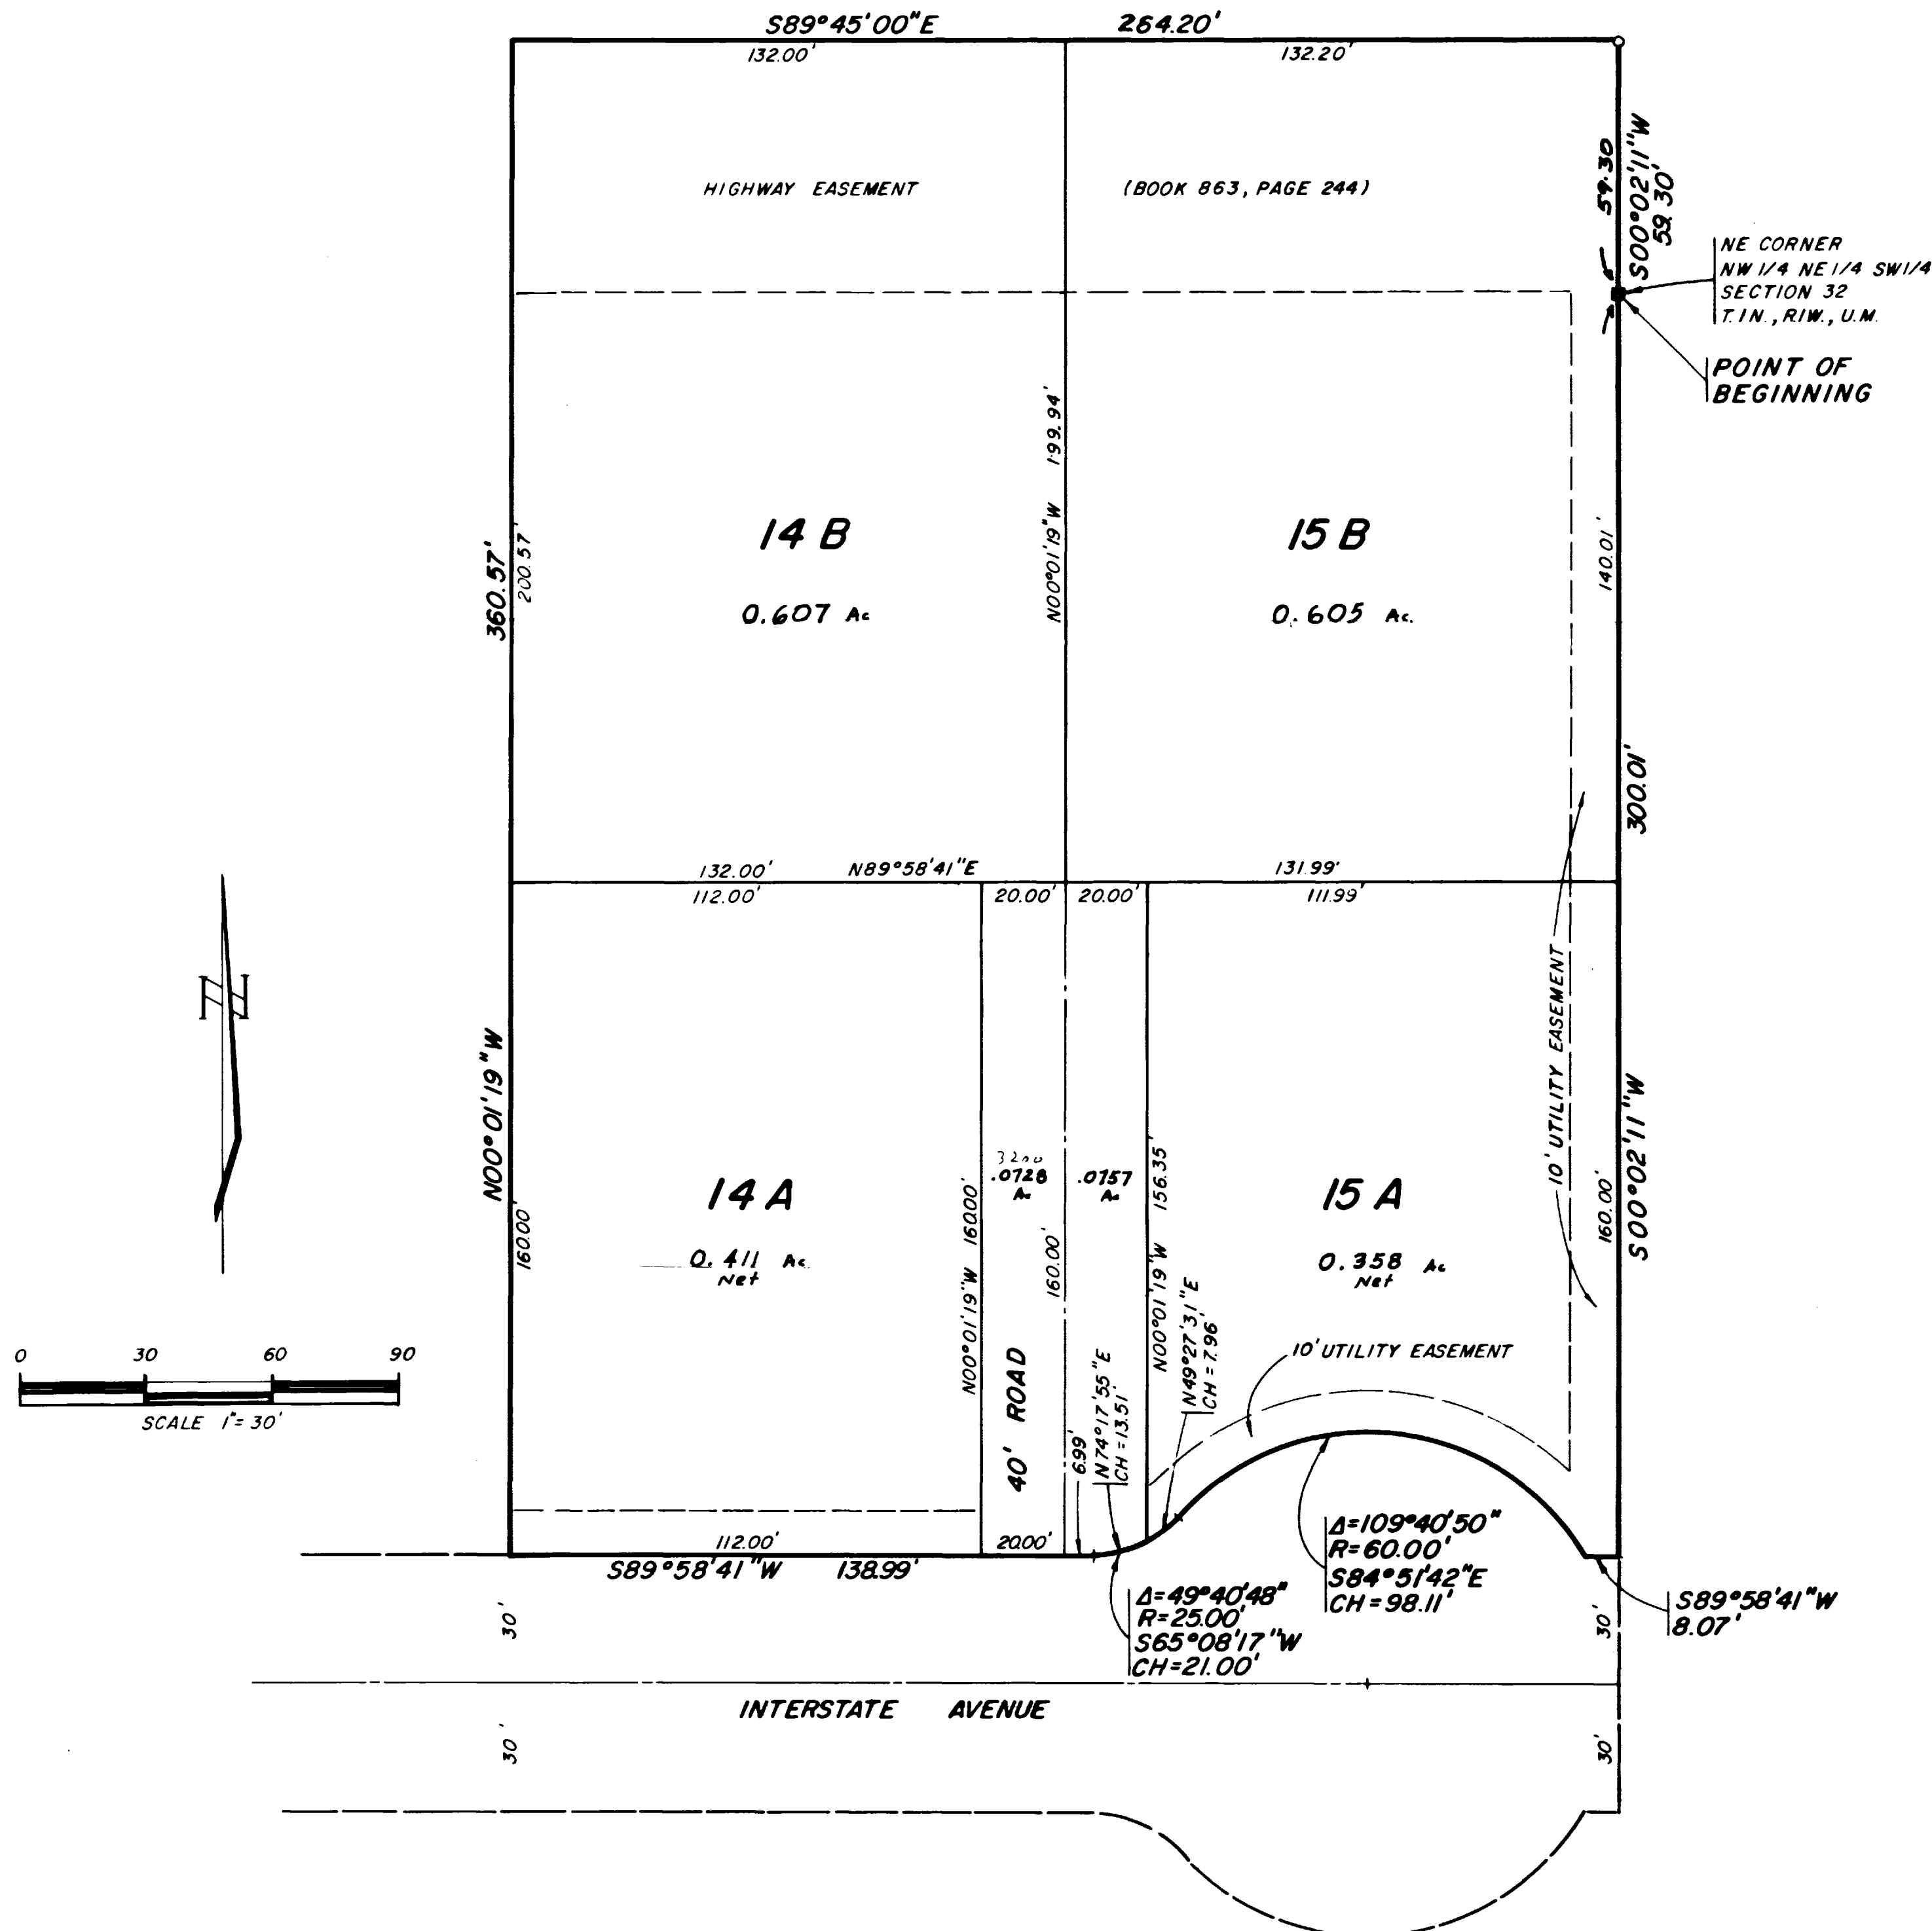 S89°45'00"E 264.20'
132.00' 132.20'
59.30
S00°02'11"W
59.30'
HIGHWAY EASEMENT (BOOK 863, PAGE 244)
NE CORNER
NW 1/4 NE 1/4 SW 1/4
SECTION 32
T.1N., R.1W., U.M.
POINT OF
BEGINNING
N00°01'19"W 199.94'
14 B
0.607 Ac
15 B
0.605 Ac.
360.57'
200.57'
140.01'
300.01'
132.00' N89°58'41"E 131.99'
112.00' 20.00' 20.00' 111.99'
10' UTILITY EASEMENT
N
N00°01'19"W
160.00'
14 A
0.411 Ac.
Net
N00°01'19"W 160.00'
3200
.0728
Ac
.0757
Ac
160.00'
N00°01'19"W 156.35'
15 A
0.358 Ac
Net
160.00'
S00°02'11"W
40' ROAD
6.99'
N74°17'55"E
CH=13.51'
N49°27'31"E
CH=7.96'
10' UTILITY EASEMENT
0 30 60 90
SCALE 1"=30'
112.00' 20.00'
S89°58'41"W 138.99'
Δ=109°40'50"
R=60.00'
S84°51'42"E
CH=98.11'
Δ=49°40'48"
R=25.00'
S65°08'17"W
CH=21.00'
S89°58'41"W
8.07'
30' 30'
INTERSTATE AVENUE
30' 30'